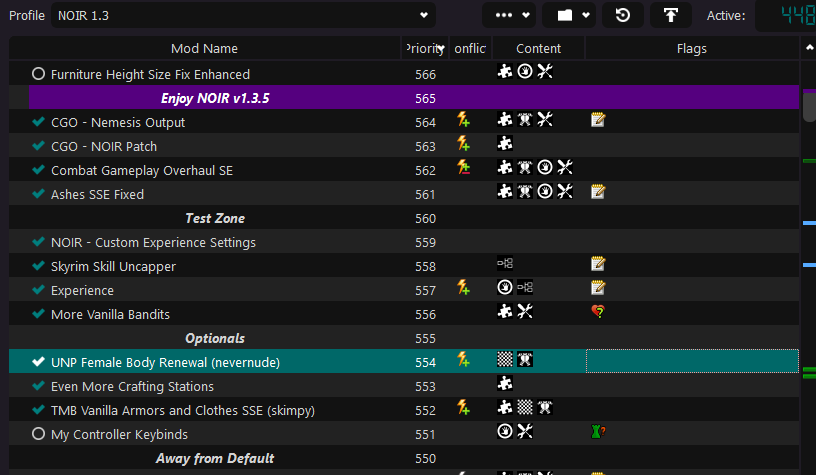 Profile NOIR 1.3 Active: 448
Mod Name Priority onflic Content Flags
Furniture Height Size Fix Enhanced 566
Enjoy NOIR v1.3.5 565
CGO - Nemesis Output 564
CGO - NOIR Patch 563
Combat Gameplay Overhaul SE 562
Ashes SSE Fixed 561
Test Zone 560
NOIR - Custom Experience Settings 559
Skyrim Skill Uncapper 558
Experience 557
More Vanilla Bandits 556
Optionals 555
UNP Female Body Renewal (nevernude) 554
Even More Crafting Stations 553
TMB Vanilla Armors and Clothes SSE (skimpy) 552
My Controller Keybinds 551
Away from Default 550